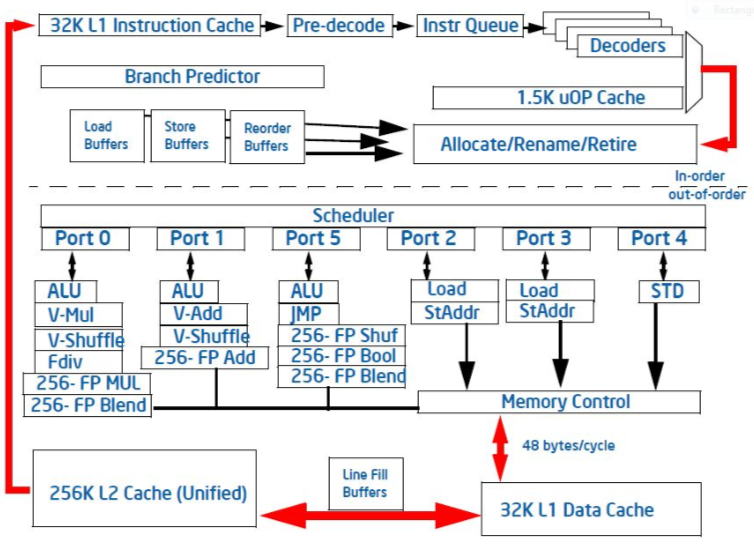 Rectang
32K L1 Instruction Cache
Pre-decode
Instr Queue
Decoders
Branch Predictor
1.5K uOP Cache
Load
Buffers
Store
Buffers
Reorder
Buffers
Allocate/Rename/Retire
In-order
out-of-order
Scheduler
Port 0
Port 1
Port 5
Port 2
Port 3
Port 4
ALU
V-Mul
V-Shuffle
Fdiv
256- FP MUL
256- FP Blend
ALU
V-Add
V-Shuffle
256- FP Add
ALU
JMP
256- FP Shuf
256- FP Bool
256- FP Blend
Load
StAddr
Load
StAddr
STD
Memory Control
48 bytes/cycle
256K L2 Cache (Unified)
Line Fill
Buffers
32K L1 Data Cache